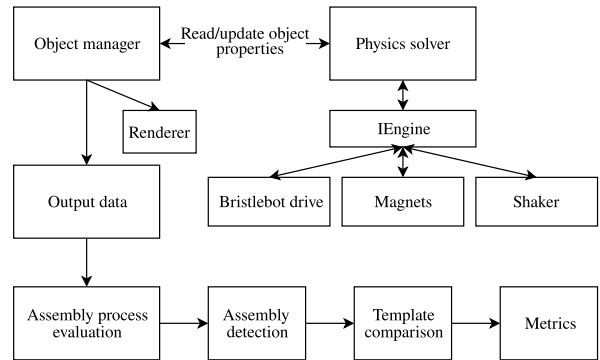 Object manager
Read/update object
properties
Physics solver
Renderer
IEngine
Output data
Bristlebot drive
Magnets
Shaker
Assembly process
evaluation
Assembly
detection
Template
comparison
Metrics